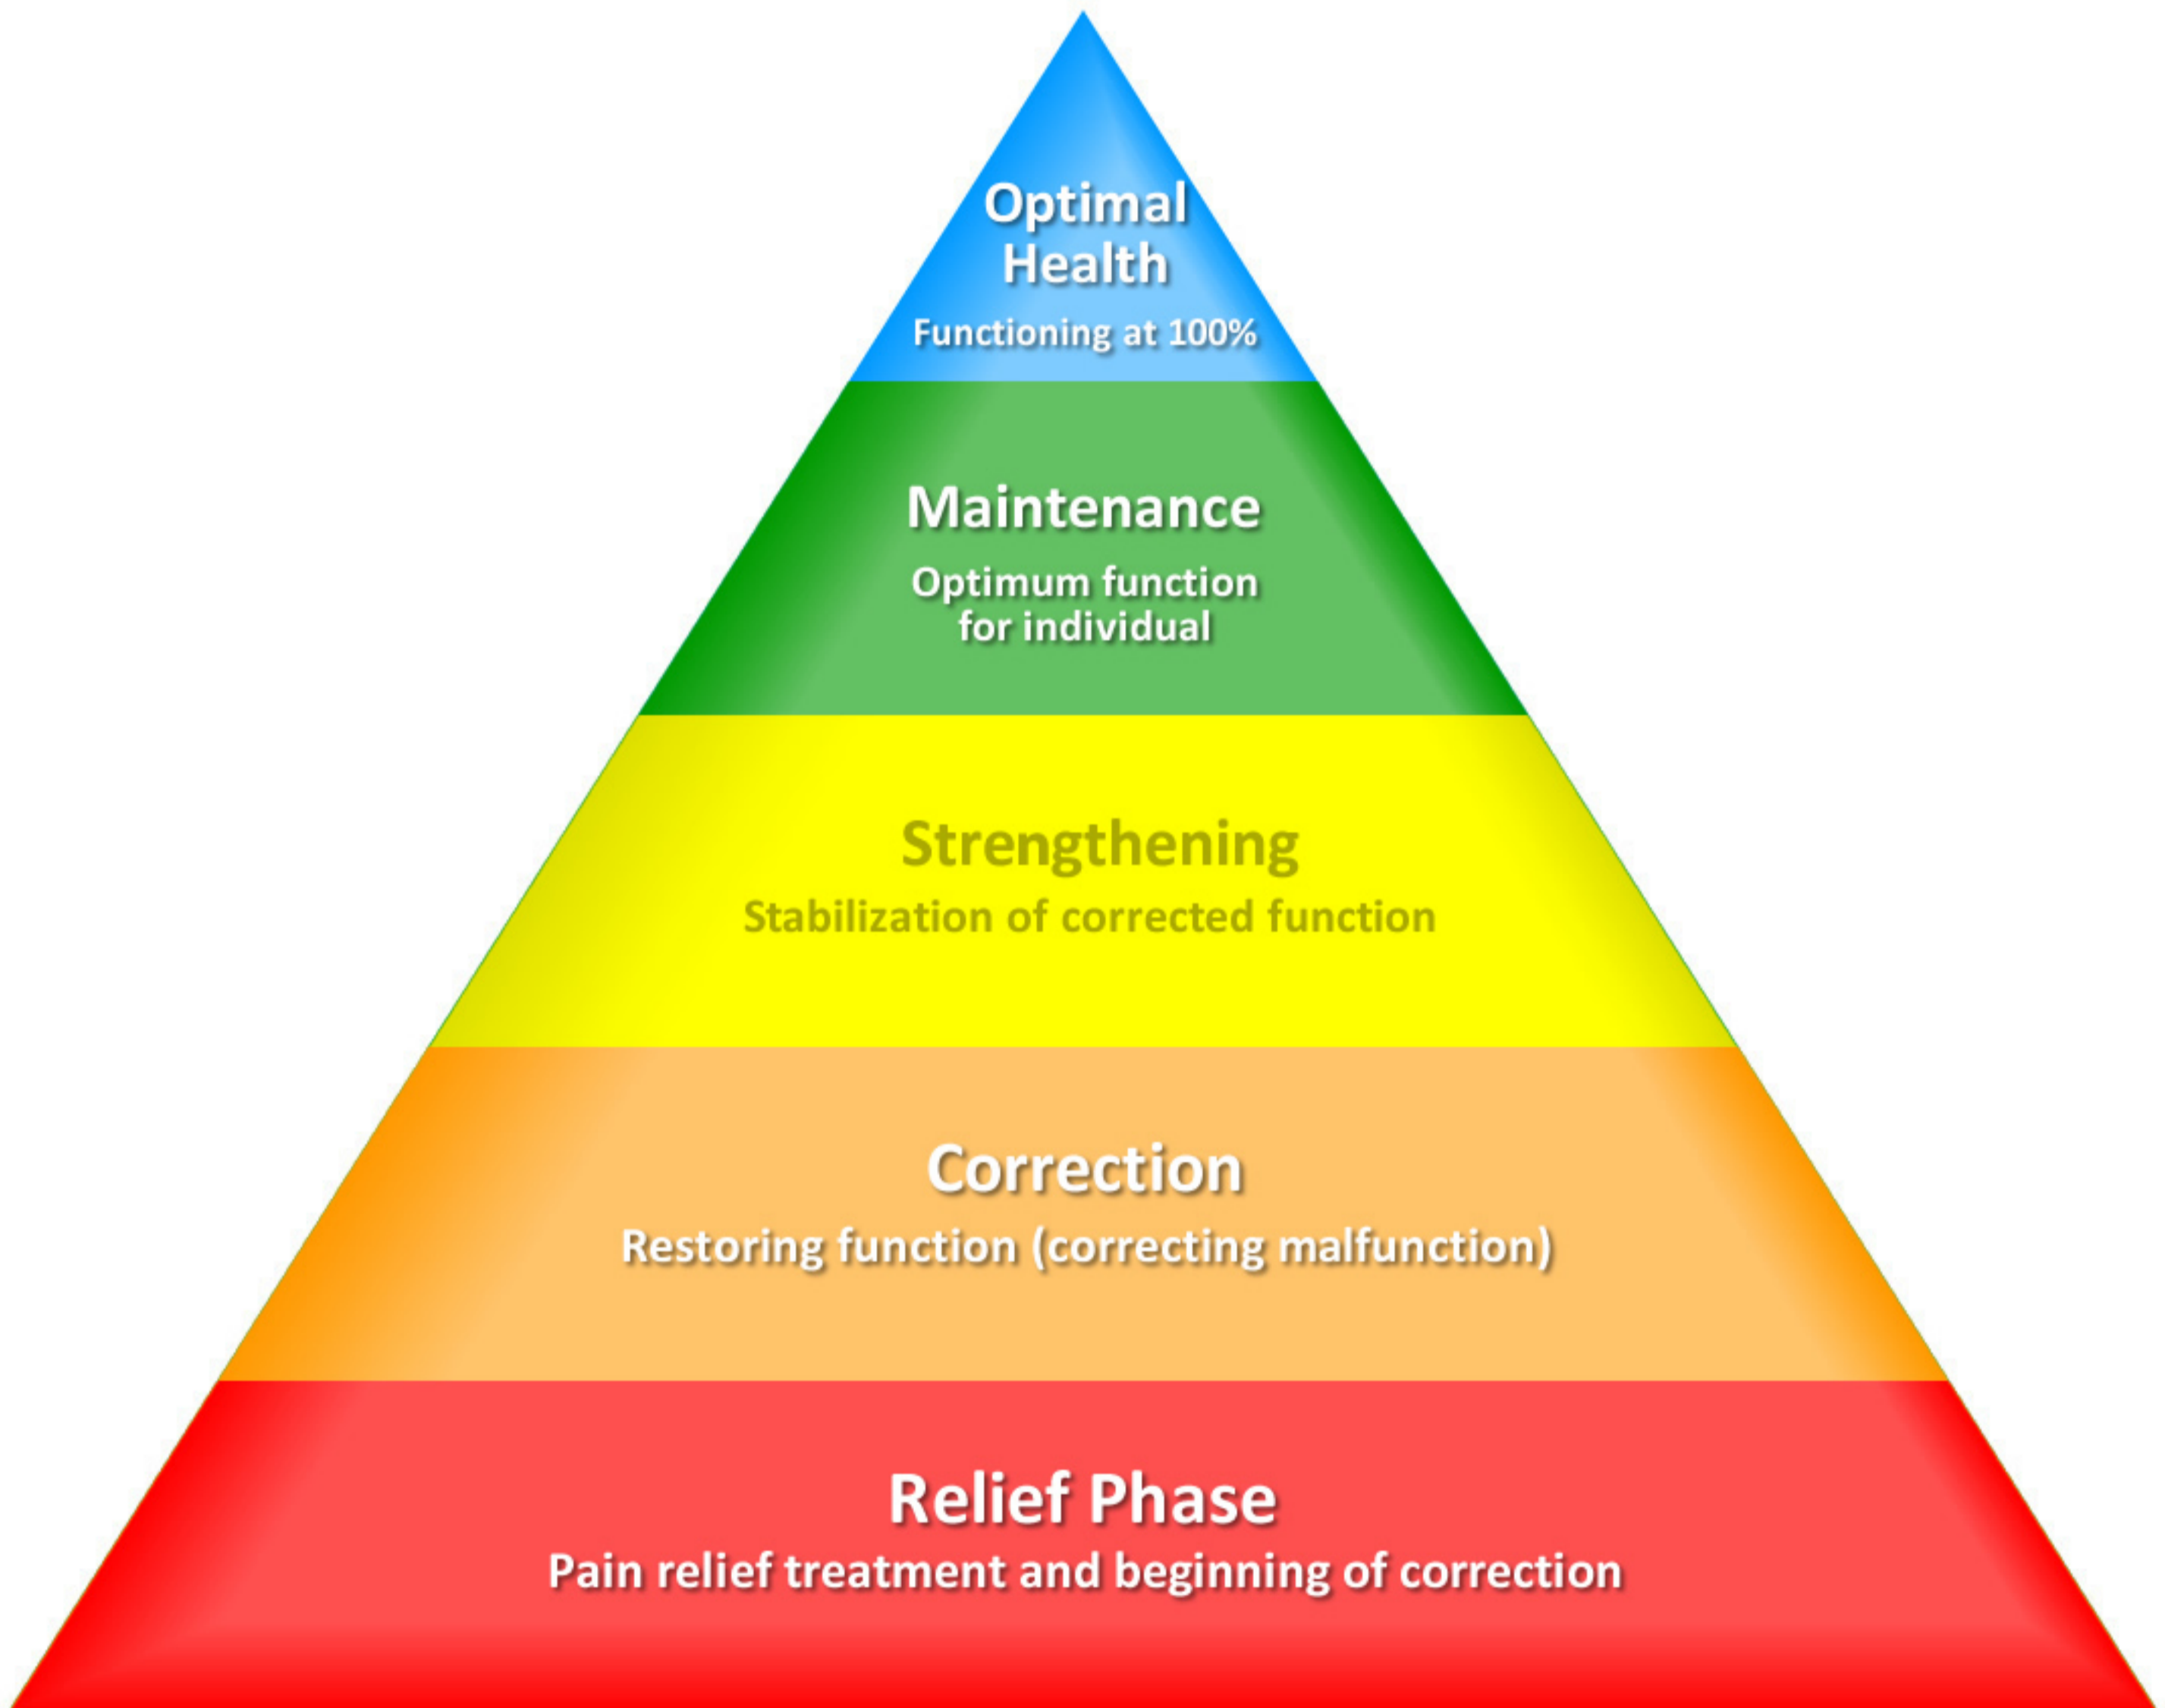 Optimal
Health
Functioning at 100%
Maintenance
Optimum function
for individual
Strengthening
Stabilization of corrected function
Correction
Restoring function (correcting malfunction)
Relief Phase
Pain relief treatment and beginning of correction